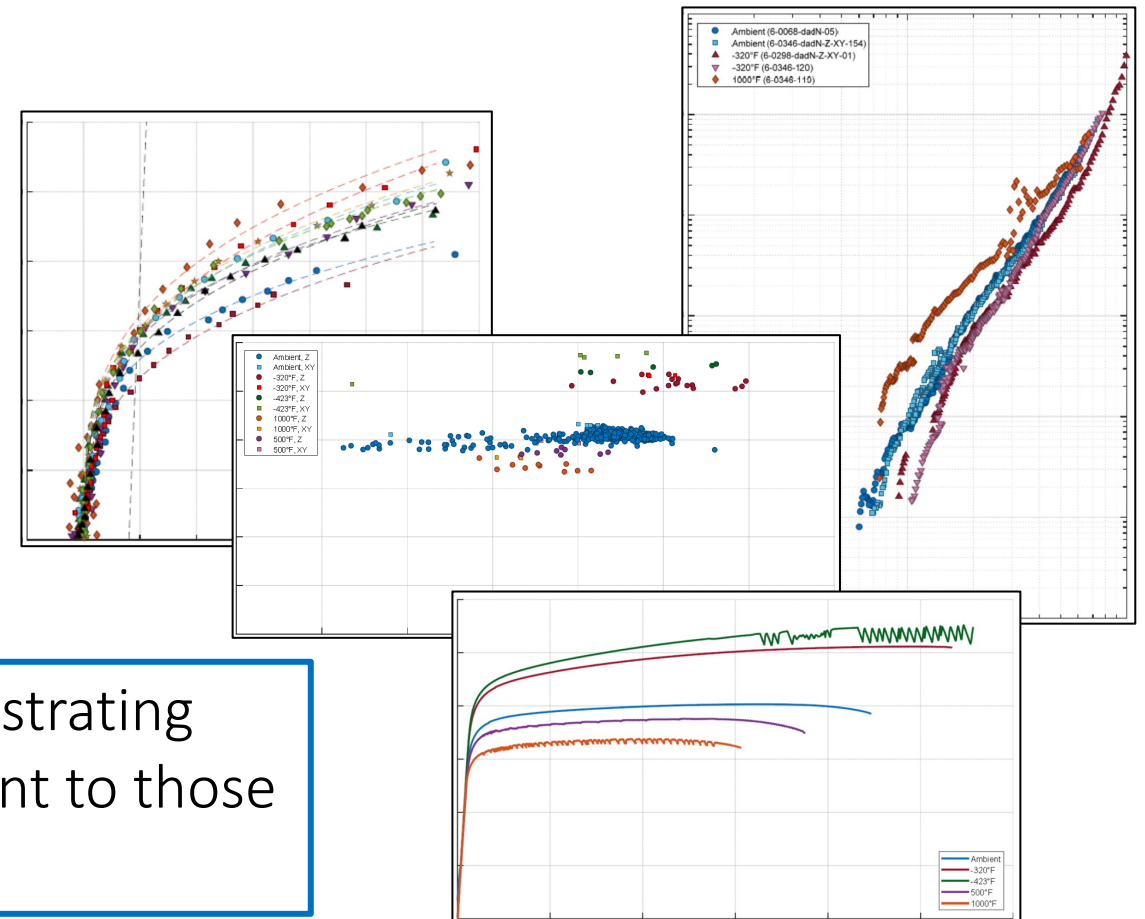 Ambient (6-0068-dadN-05)
Ambient (6-0346-dadN-Z-XY-154)
-320°F (6-0298-dadN-Z-XY-01)
-320°F (6-0346-120)
1000°F (6-0346-110)
Ambient, Z
Ambient, XY
-320°F, Z
-320°F, XY
-423°F, Z
-423°F, XY
1000°F, Z
1000°F, XY
500°F, Z
500°F, XY
strating
nt to those
Ambient
-320°F
-423°F
500°F
1000°F